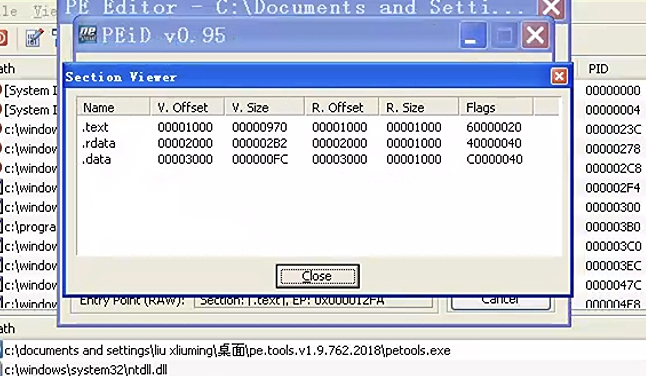 PE Editor - C:\Documents and Setti...
PEiD v0.95
Section Viewer
Name V. Offset V. Size R. Offset R. Size Flags
.text 00001000 00000970 00001000 00001000 60000020
.rdata 00002000 000002B2 00002000 00001000 40000040
.data 00003000 000000FC 00003000 00001000 C0000040
Close
Entry Point (RAW): Section: [.text], EP: 0x000012FA Cancel
ath PID
[System I 00000000
[System I 00000004
c:\window 0000023C
c:\window 00000278
c:\window 000002C8
c:\window 000002F4
c:\window 00000300
c:\progra 000003B0
c:\window 000003C0
c:\window 000003EC
c:\window 0000047C
c:\window 000004F8
ath
c:\documents and settings\liu xliuming\桌面\pe.tools.v1.9.762.2018\petools.exe
c:\windows\system32\ntdll.dll